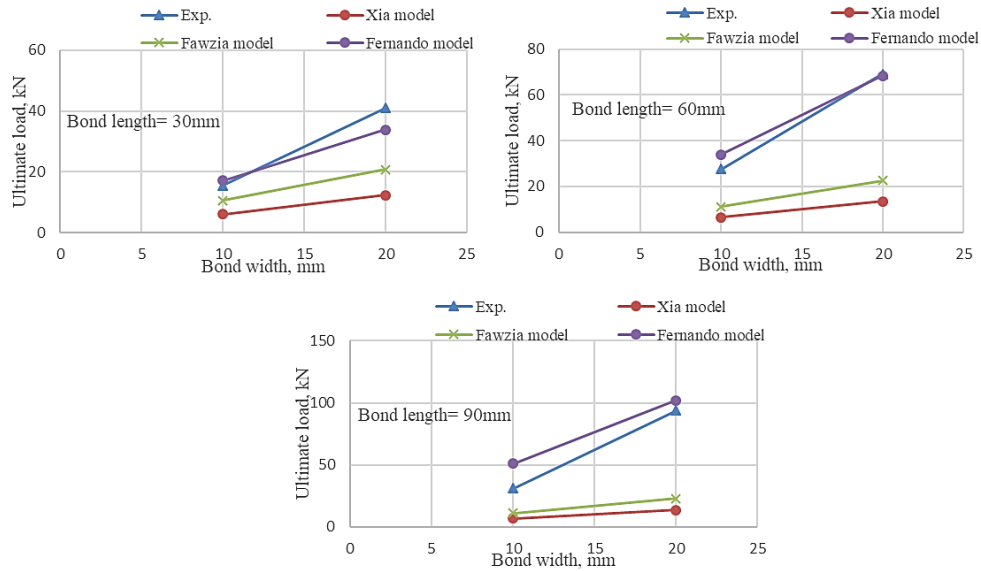 Exp.
Xia model
Fawzia model
Fernando model
60
40
20
0
Ultimate load, kN
Bond length= 30mm
0 5 10 15 20 25
Bond width, mm
Exp.
Xia model
Fawzia model
Fernando model
80
60
40
20
0
Ultimate load, kN
Bond length= 60mm
0 5 10 15 20 25
Bond width, mm
Exp.
Xia model
Fawzia model
Fernando model
150
100
50
0
Ultimate load, kN
Bond length= 90mm
0 5 10 15 20 25
Bond width, mm